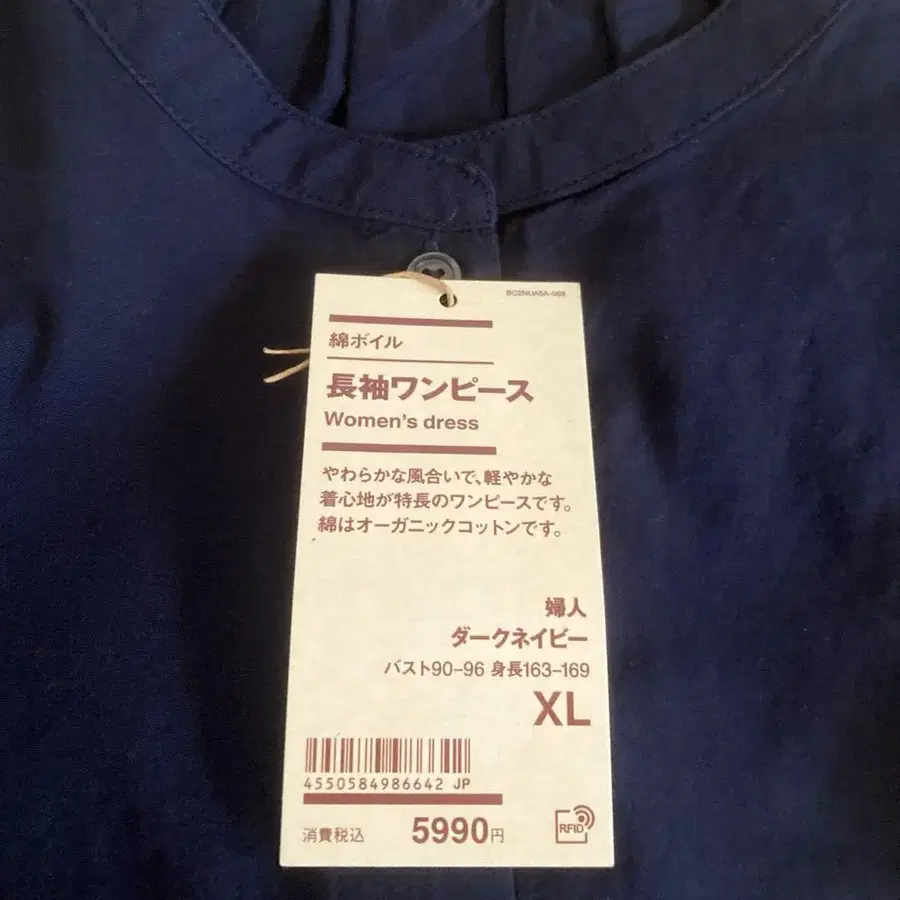 綿ボイル
長袖ワンピース
Women's dress
やわらかな風合いで、軽やかな
着心地が特長のワンピースです。
綿はオーガニックコットンです。
婦人
ダークネイビー
バスト90-96 身長163-169
XL
4550584986642 JP
消費税込 5990円
RFID